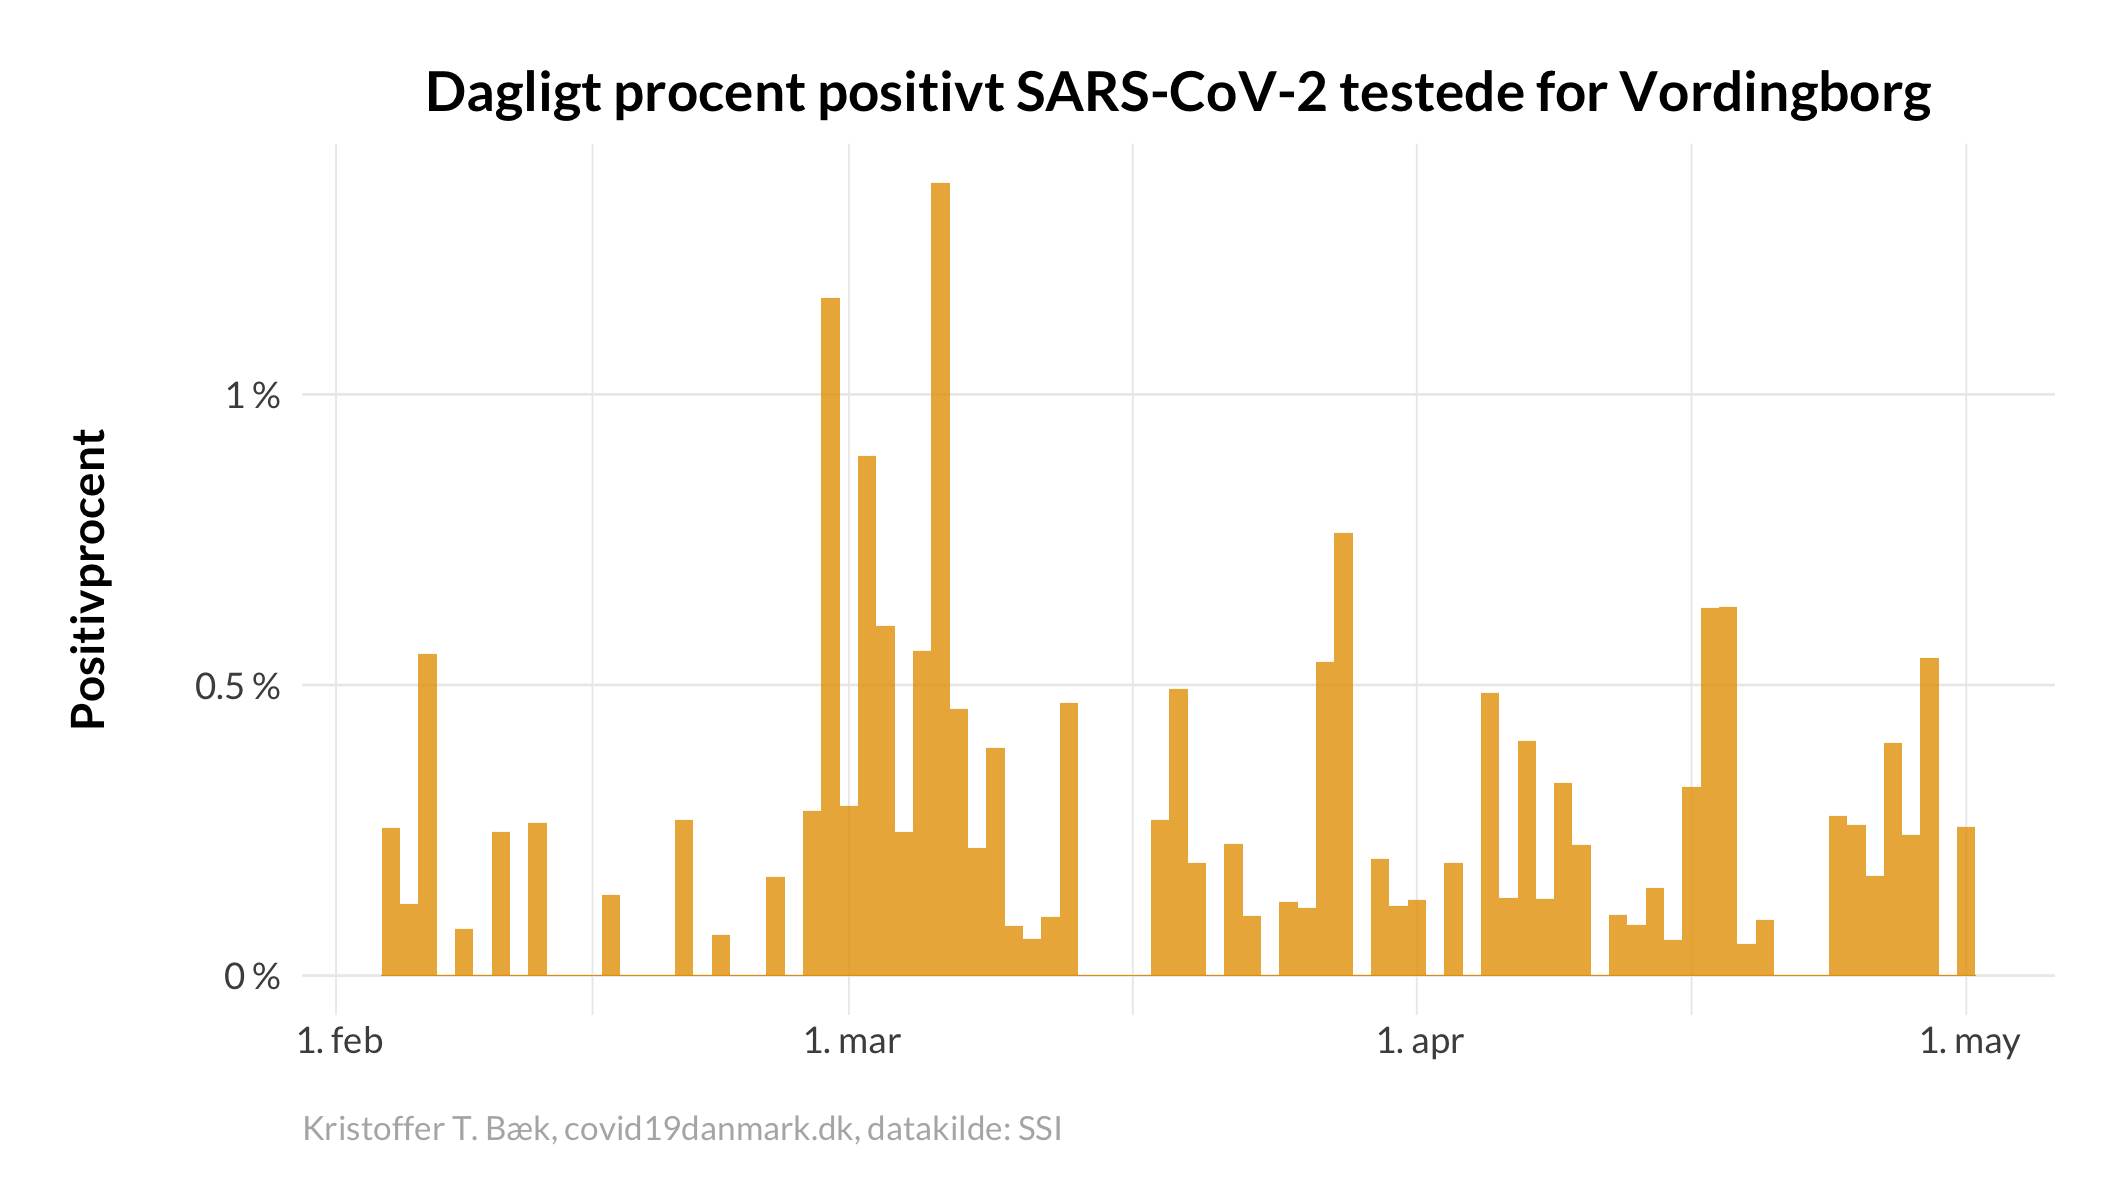 Dagligt procent positivt SARS-CoV-2 testede for Vordingborg
Positivprocent
1 %
0.5 %
0 %
1. feb
1. mar
1. apr
1. may
Kristoffer T. Bæk, covid19danmark.dk, datakilde: SSI